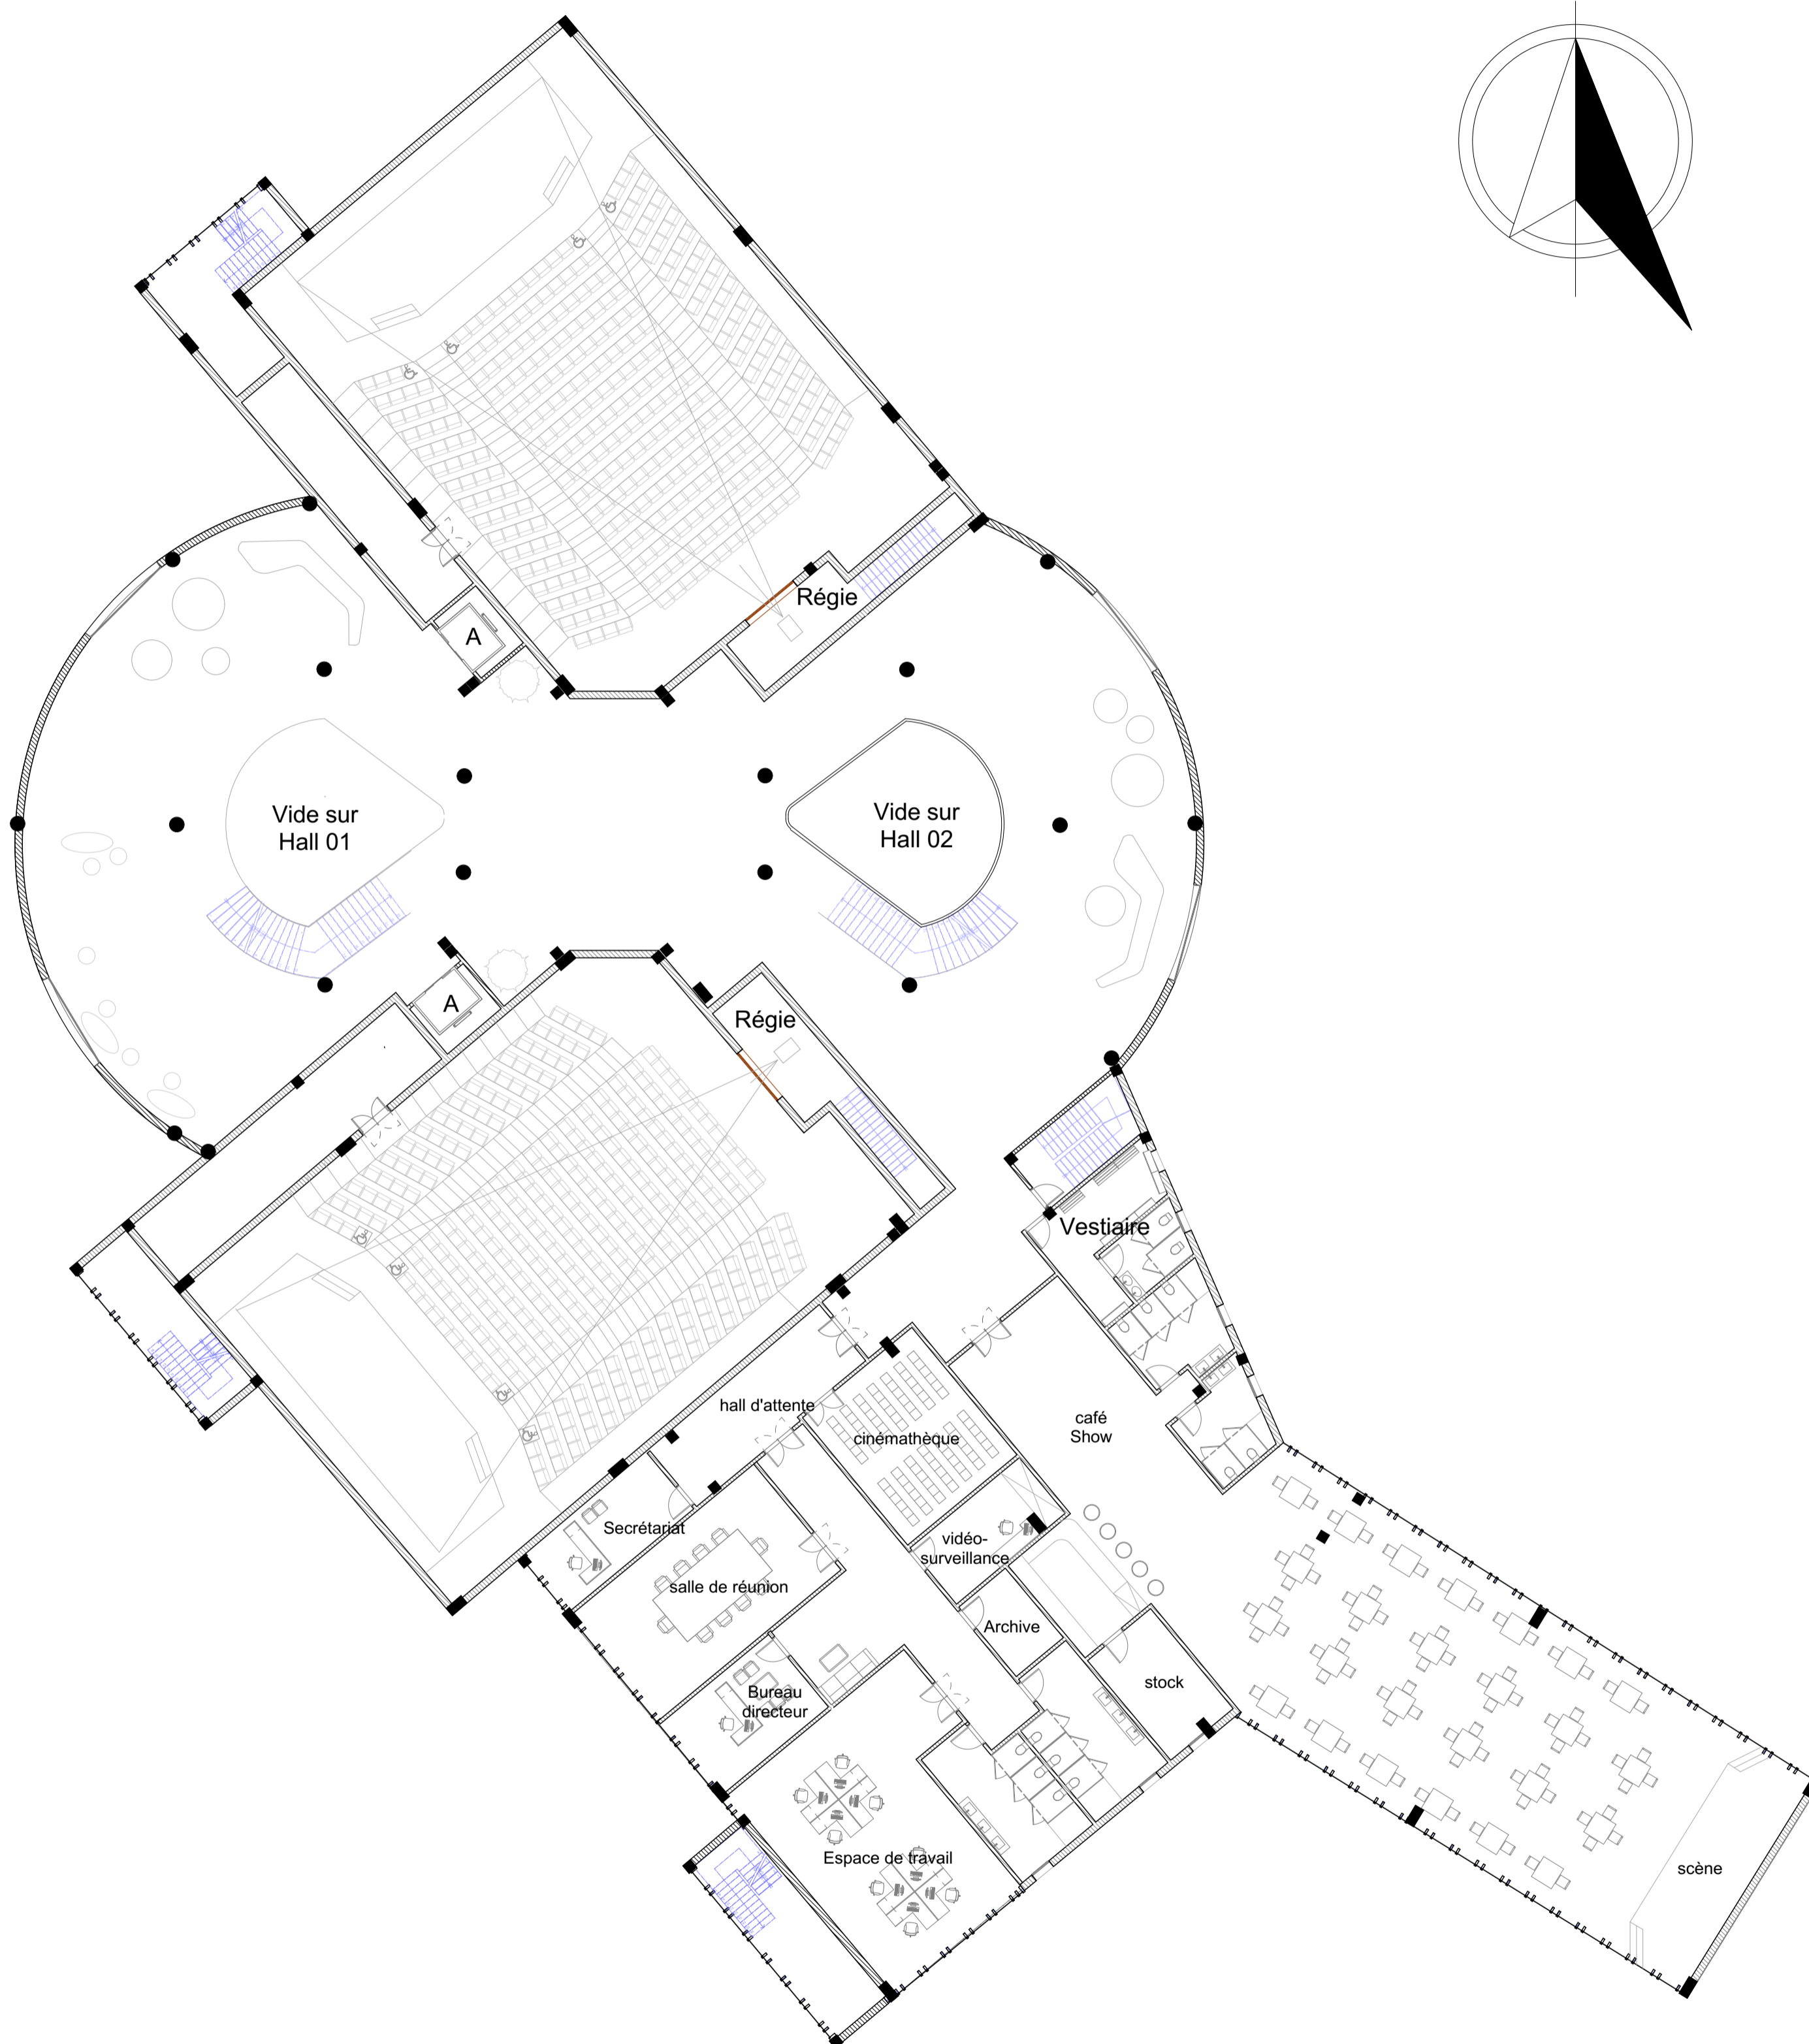 Régie
A
Vide sur
Hall 01
Vide sur
Hall 02
A
Régie
Vestiaire
hall d'attente
cinémathèque
café
Show
Secrétariat
vidéo-
surveillance
salle de réunion
Archive
stock
Bureau
directeur
Espace de travail
scène